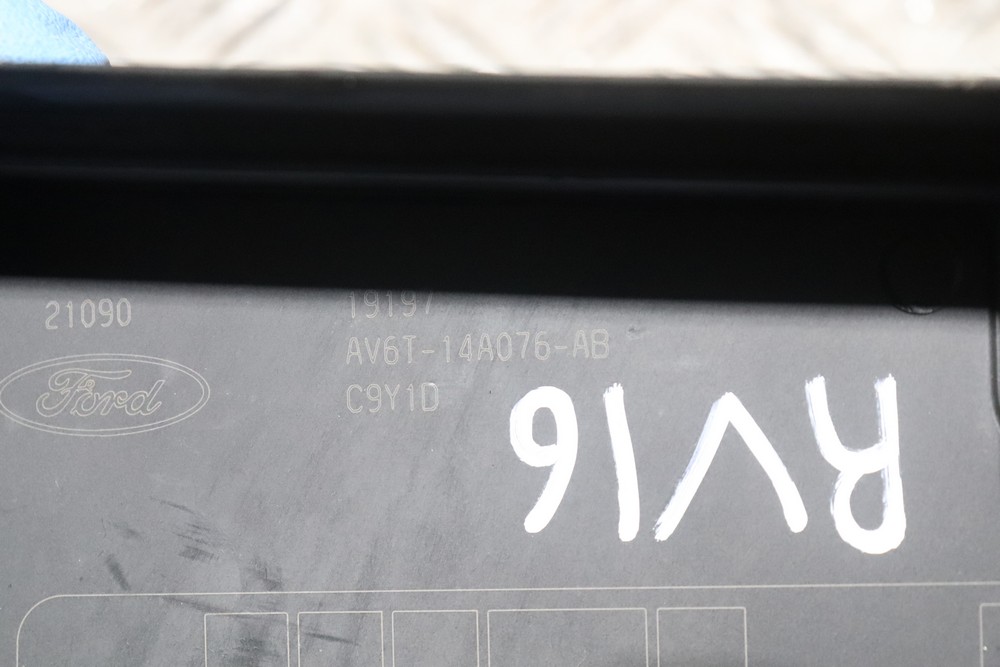 21090
19197
AV6T-14A076-AB
Ford
C9Y1D
RV16